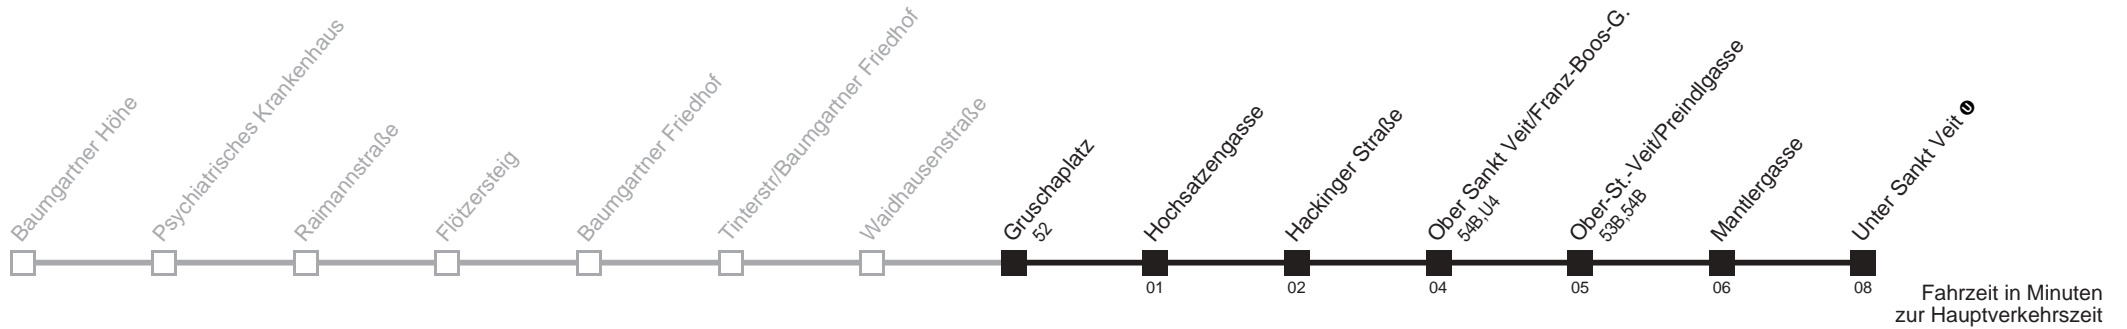 Baumgartner Höhe
Psychiatrisches Krankenhaus
Raimannstraße
Flötzersteig
Baumgartner Friedhof
Tinterstr/Baumgartner Friedhof
Waidhausenstraße
Gruschaplatz
52
Hochsatzengasse
Hackinger Straße
Ober Sankt Veit/Franz-Boos-G.
54B,U4
Ober-St.-Veit/Preindlgasse
53B,54B
Mantlergasse
Unter Sankt Veit U
01
02
04
05
06
08
Fahrzeit in Minuten
zur Hauptverkehrszeit